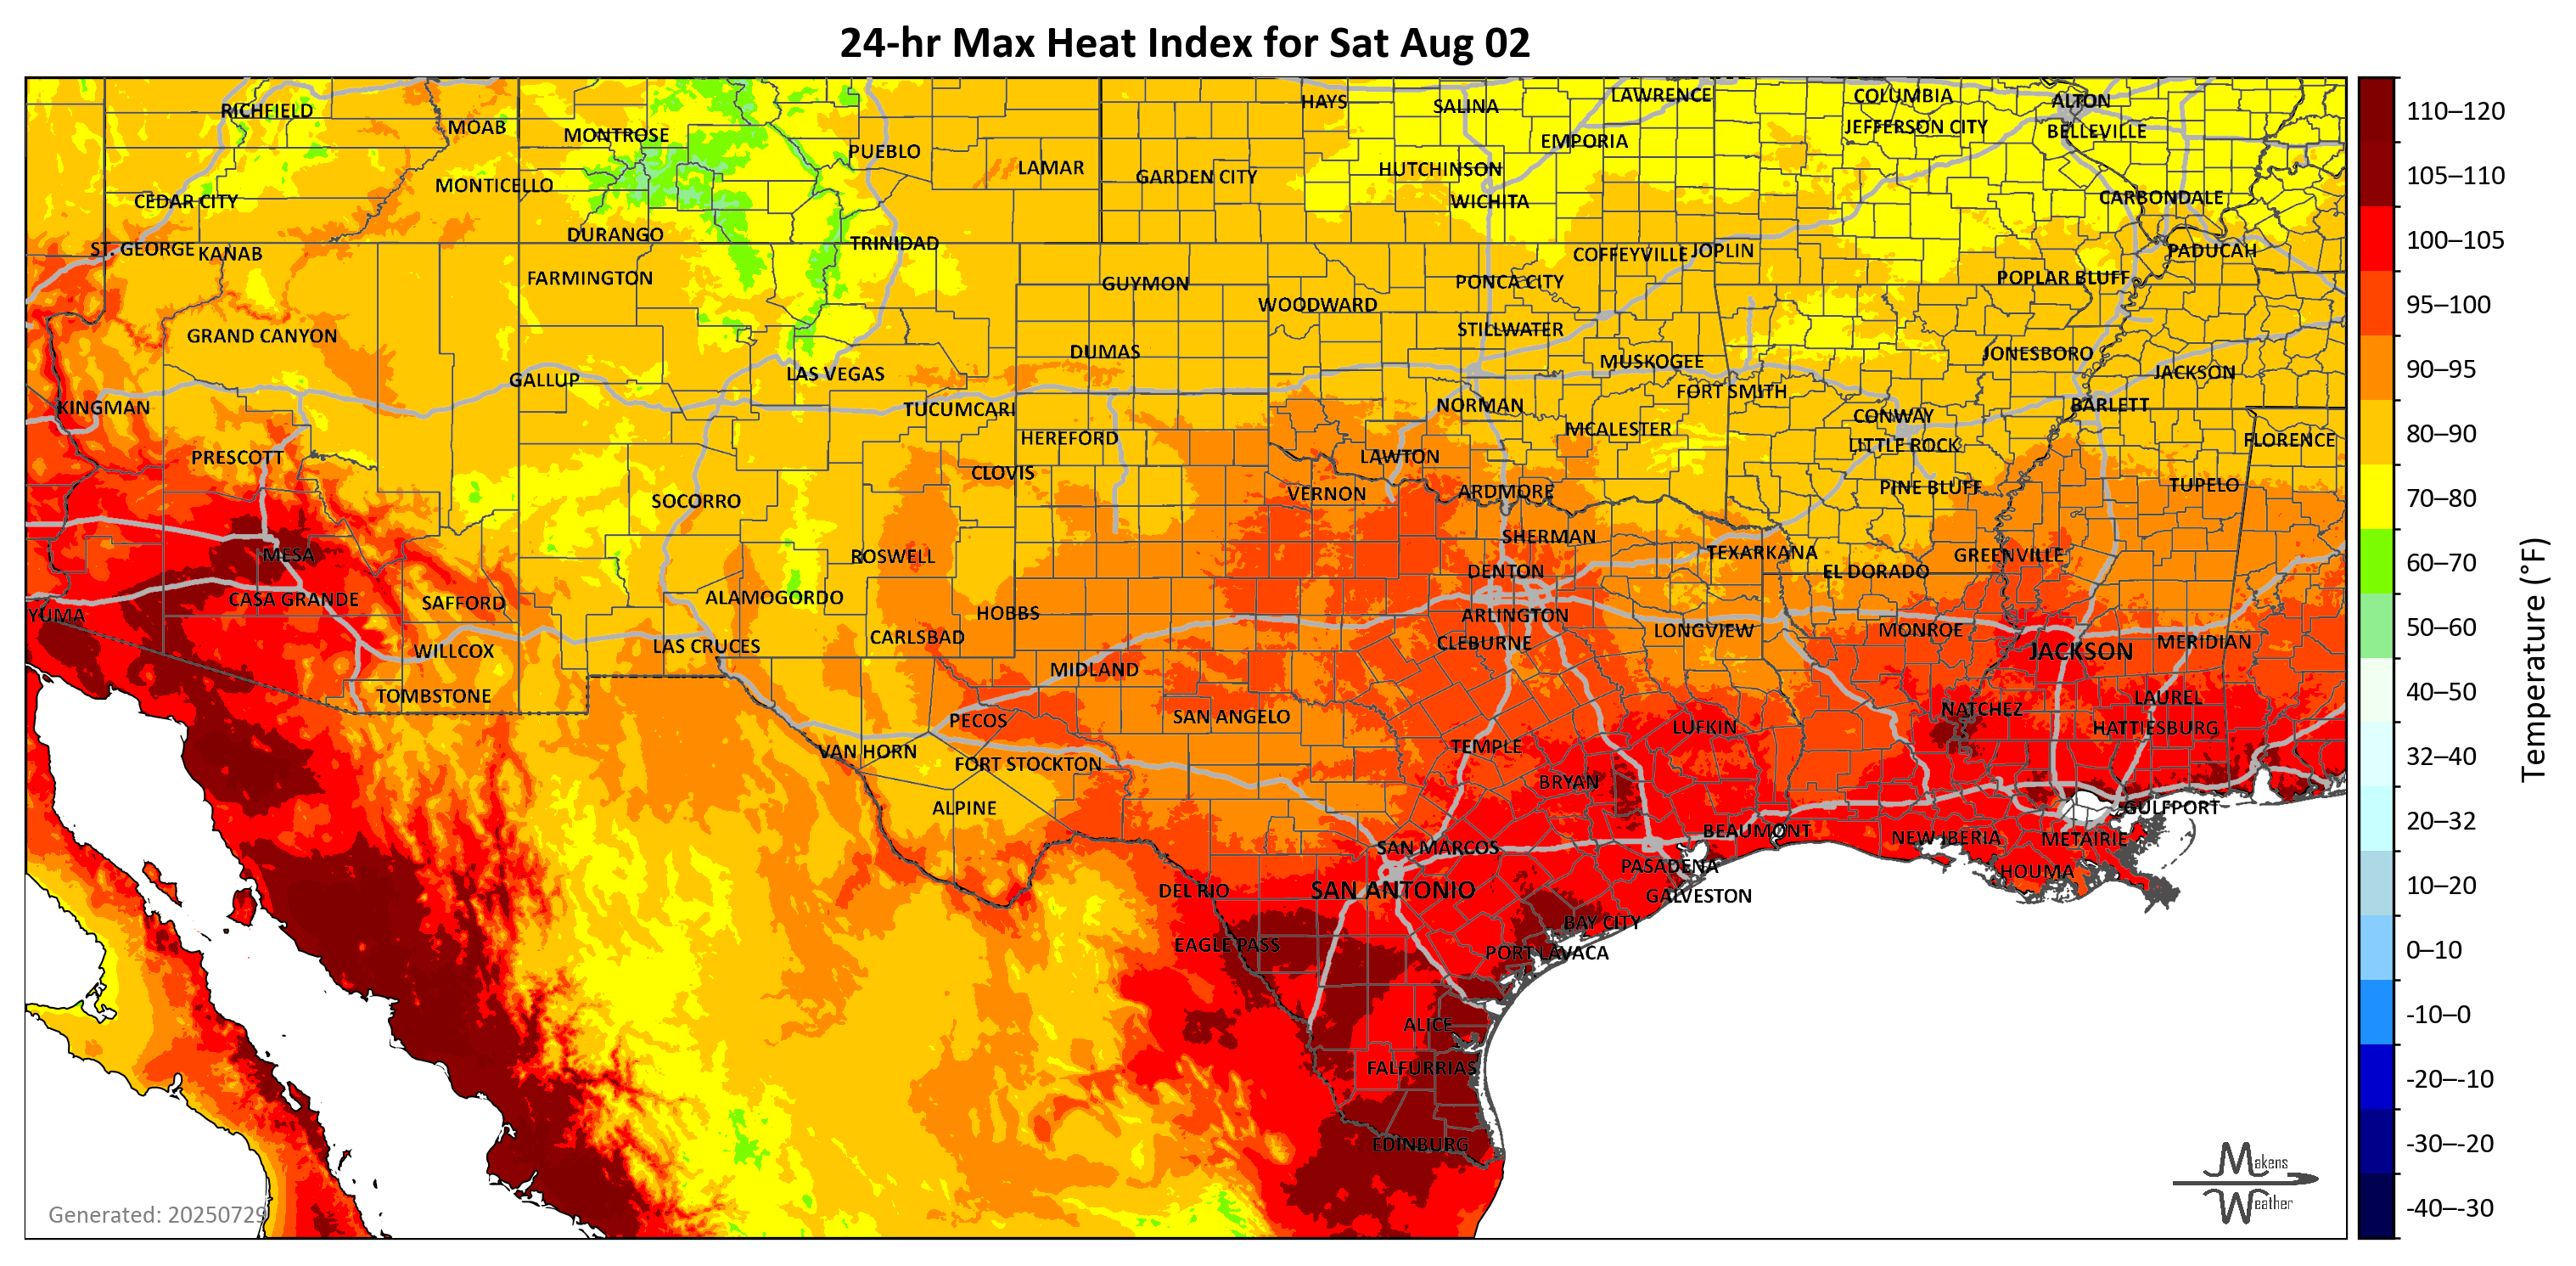 24-hr Max Heat Index for Sat Aug 02
RICHFIELD
MOAB
MONTROSE
PUEBLO
LAMAR
HAYS
SALINA
LAWRENCE
COLUMBIA
ALTON
JEFFERSON CITY
BELLEVILLE
EMPORIA
HUTCHINSON
GARDEN CITY
MONTICELLO
CEDAR CITY
WICHITA
CARBONDALE
DURANGO
TRINIDAD
ST. GEORGE
KANAB
COFFEYVILLE
JOPLIN
PADUCAH
FARMINGTON
GUYMON
PONCA CITY
POPLAR BLUFF
WOODWARD
STILLWATER
GRAND CANYON
DUMAS
MUSKOGEE
JONESBORO
GALLUP
LAS VEGAS
FORT SMITH
JACKSON
KINGMAN
TUCUMCARI
NORMAN
CONWAY
BARLETT
HEREFORD
MCALESTER
LITTLE ROCK
FLORENCE
PRESCOTT
CLOVIS
LAWTON
SOCORRO
VERNON
ARDMORE
PINE BLUFF
TUPELO
SHERMAN
MESA
ROSWELL
TEXARKANA
GREENVILLE
DENTON
EL DORADO
CASA GRANDE
SAFFORD
ALAMOGORDO
HOBBS
ARLINGTON
YUMA
CARLSBAD
CLEBURNE
LONGVIEW
MONROE
MERIDIAN
WILLCOX
LAS CRUCES
JACKSON
MIDLAND
TOMBSTONE
PECOS
SAN ANGELO
NATCHEZ
LAUREL
LUFKIN
HATTIESBURG
VAN HORN
FORT STOCKTON
TEMPLE
BRYAN
ALPINE
GULFPORT
BEAUMONT
NEW IBERIA
METAIRIE
SAN MARCOS
PASADENA
HOUMA
DEL RIO
SAN ANTONIO
GALVESTON
BAY CITY
EAGLE PASS
PORT LAVACA
ALICE
FALFURRIAS
EDINBURG
Generated: 20250729
Makens
Weather
110–120
105–110
100–105
95–100
90–95
80–90
70–80
60–70
50–60
40–50
32–40
20–32
10–20
0–10
-10–0
-20–-10
-30–-20
-40–-30
Temperature (°F)